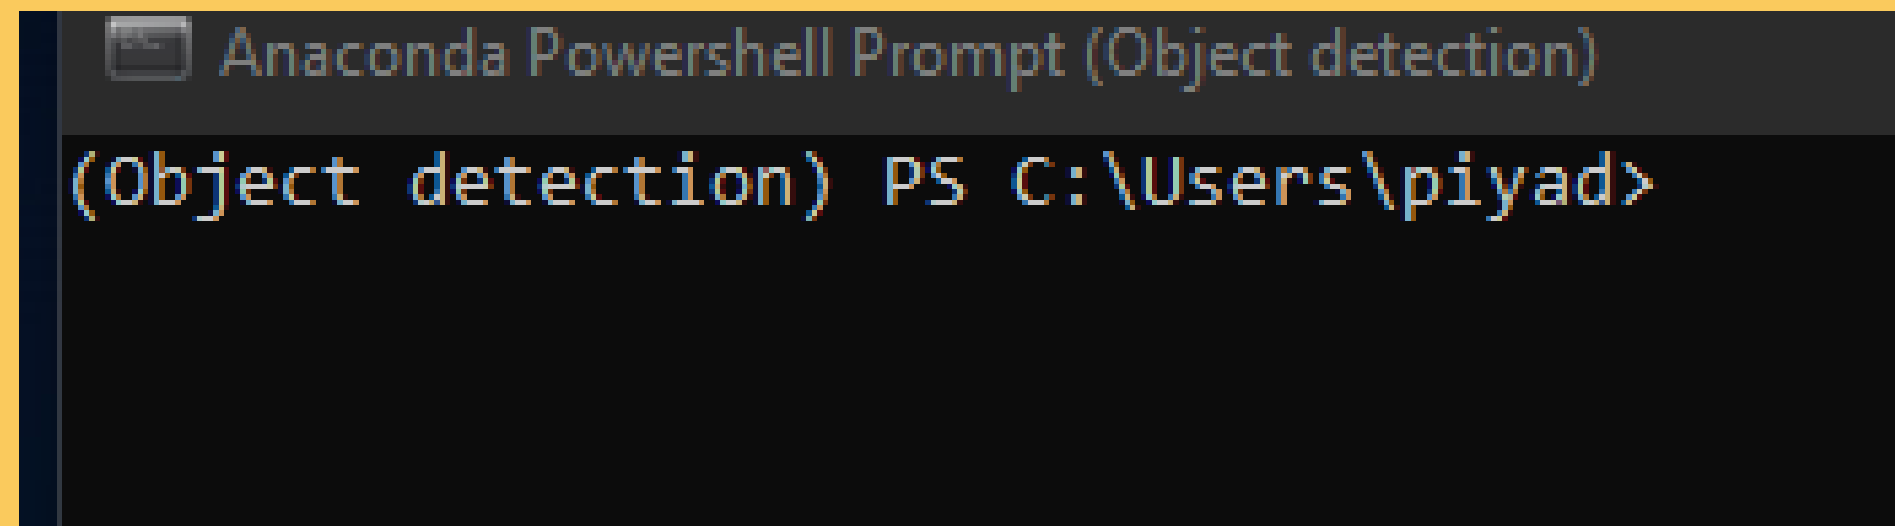 Anaconda Powershell Prompt (Object detection)
(Object detection) PS C:\Users\piyad>